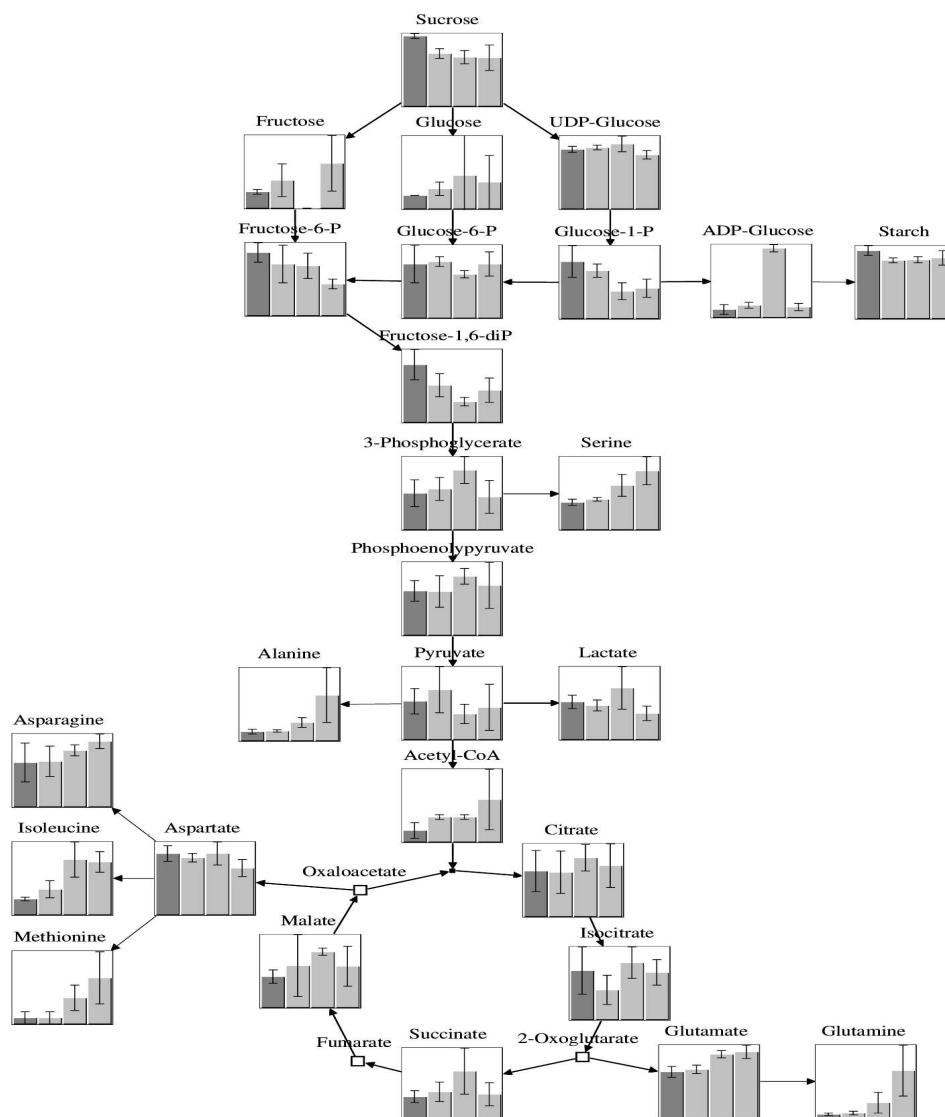 Sucrose
Fructose
Glucose
UDP-Glucose
Fructose-6-P
Glucose-6-P
Glucose-1-P
ADP-Glucose
Starch
Fructose-1,6-diP
3-Phosphoglycerate
Serine
Phosphoenolpyruvate
Alanine
Pyruvate
Lactate
Asparagine
Acetyl-CoA
Isoleucine
Aspartate
Citrate
Oxaloacetate
Methionine
Malate
Isocitrate
Fumarate
Succinate
2-Oxoglutarate
Glutamate
Glutamine